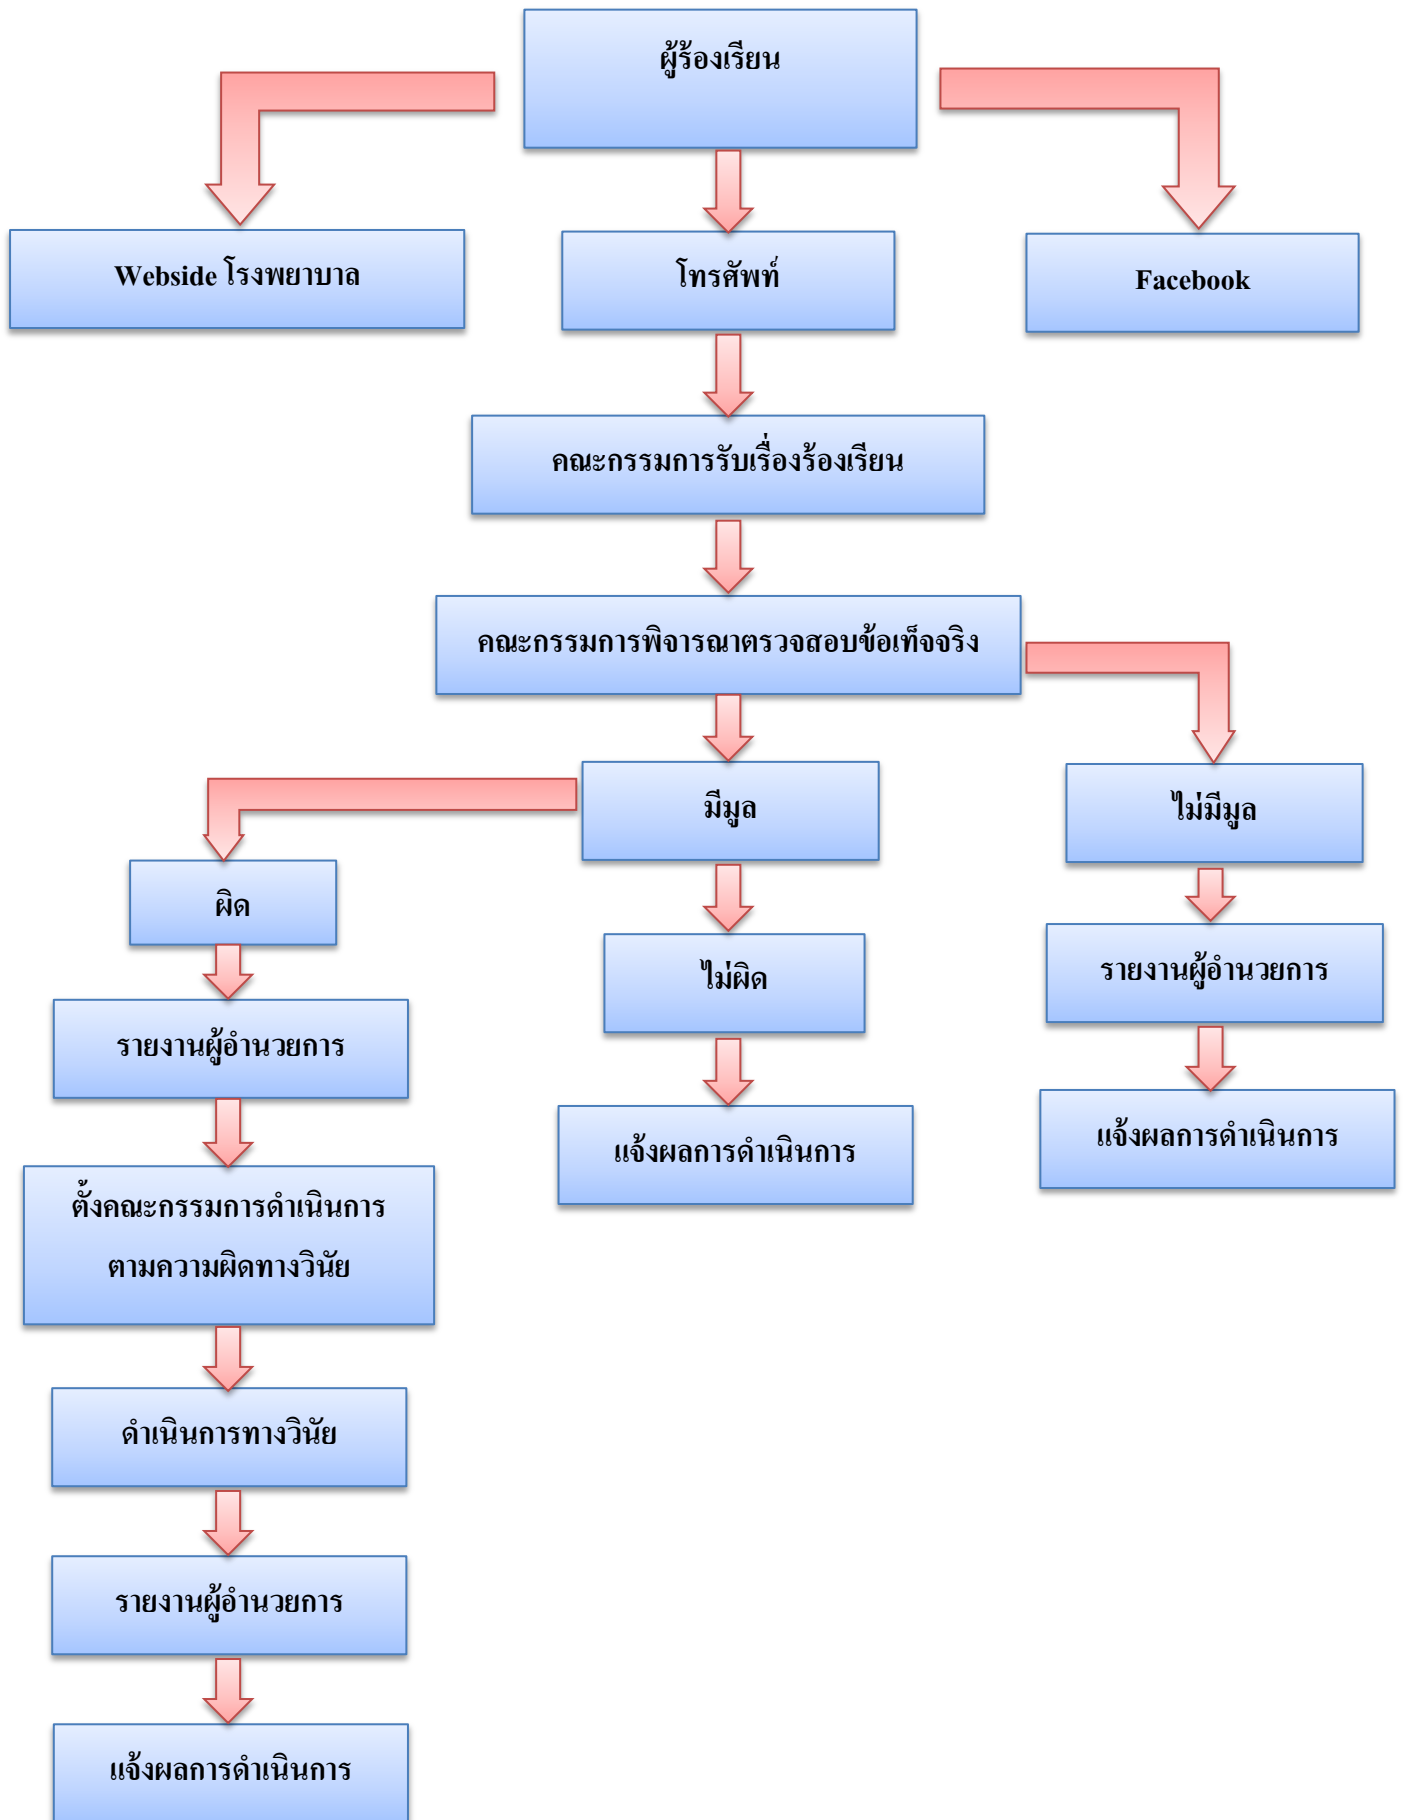 ผู้ร้องเรียน
Webside โรงพยาบาล
โทรศัพท์
Facebook
คณะกรรมการรับเรื่องร้องเรียน
คณะกรรมการพิจารณาตรวจสอบข้อเท็จจริง
มีมูล
ไม่มีมูล
ผิด
ไม่ผิด
รายงานผู้อำนวยการ
รายงานผู้อำนวยการ
แจ้งผลการดำเนินการ
แจ้งผลการดำเนินการ
ตั้งคณะกรรมการดำเนินการ
ตามความผิดทางวินัย
ดำเนินการทางวินัย
รายงานผู้อำนวยการ
แจ้งผลการดำเนินการ